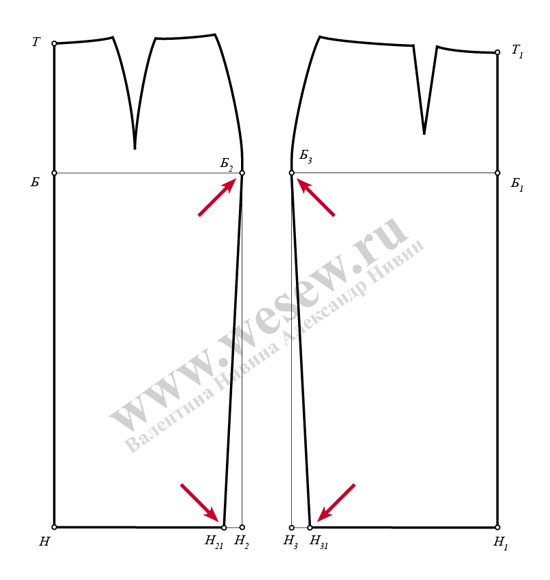 Т
Т1
Б
Б2
Б3
Б1
www.wesew.ru
Валентина Нивина Александр Нивин
Н
Н21
Н2
Н3
Н31
Н1